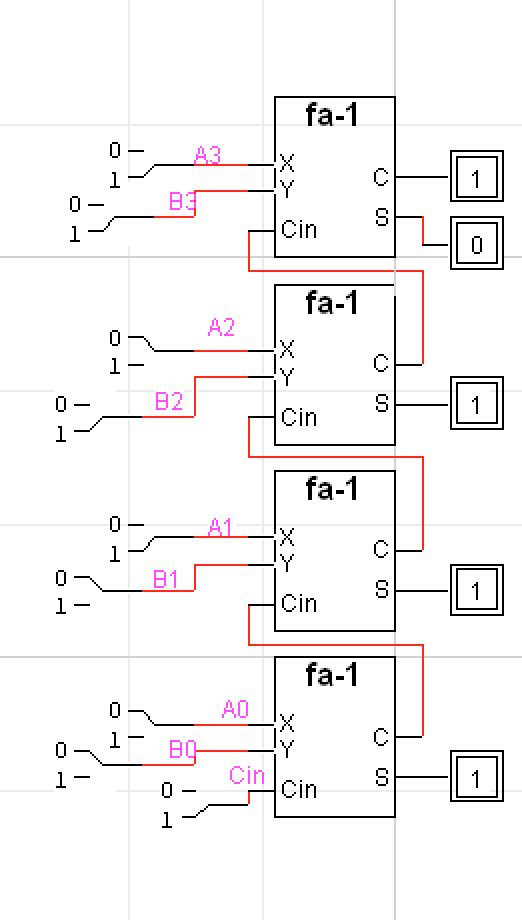 fa-1
0 A3 X
1 C 1
0 B3 Y
1 Cin S 0
fa-1
0 A2 X
1 Y C
0 B2 S 1
1 Cin
fa-1
0 A1 X
1 Y C
0 B1 S 1
1 Cin
fa-1
0 A0 X
1 C
0 B0 Y
1 Cin S 1
0 Cin
1